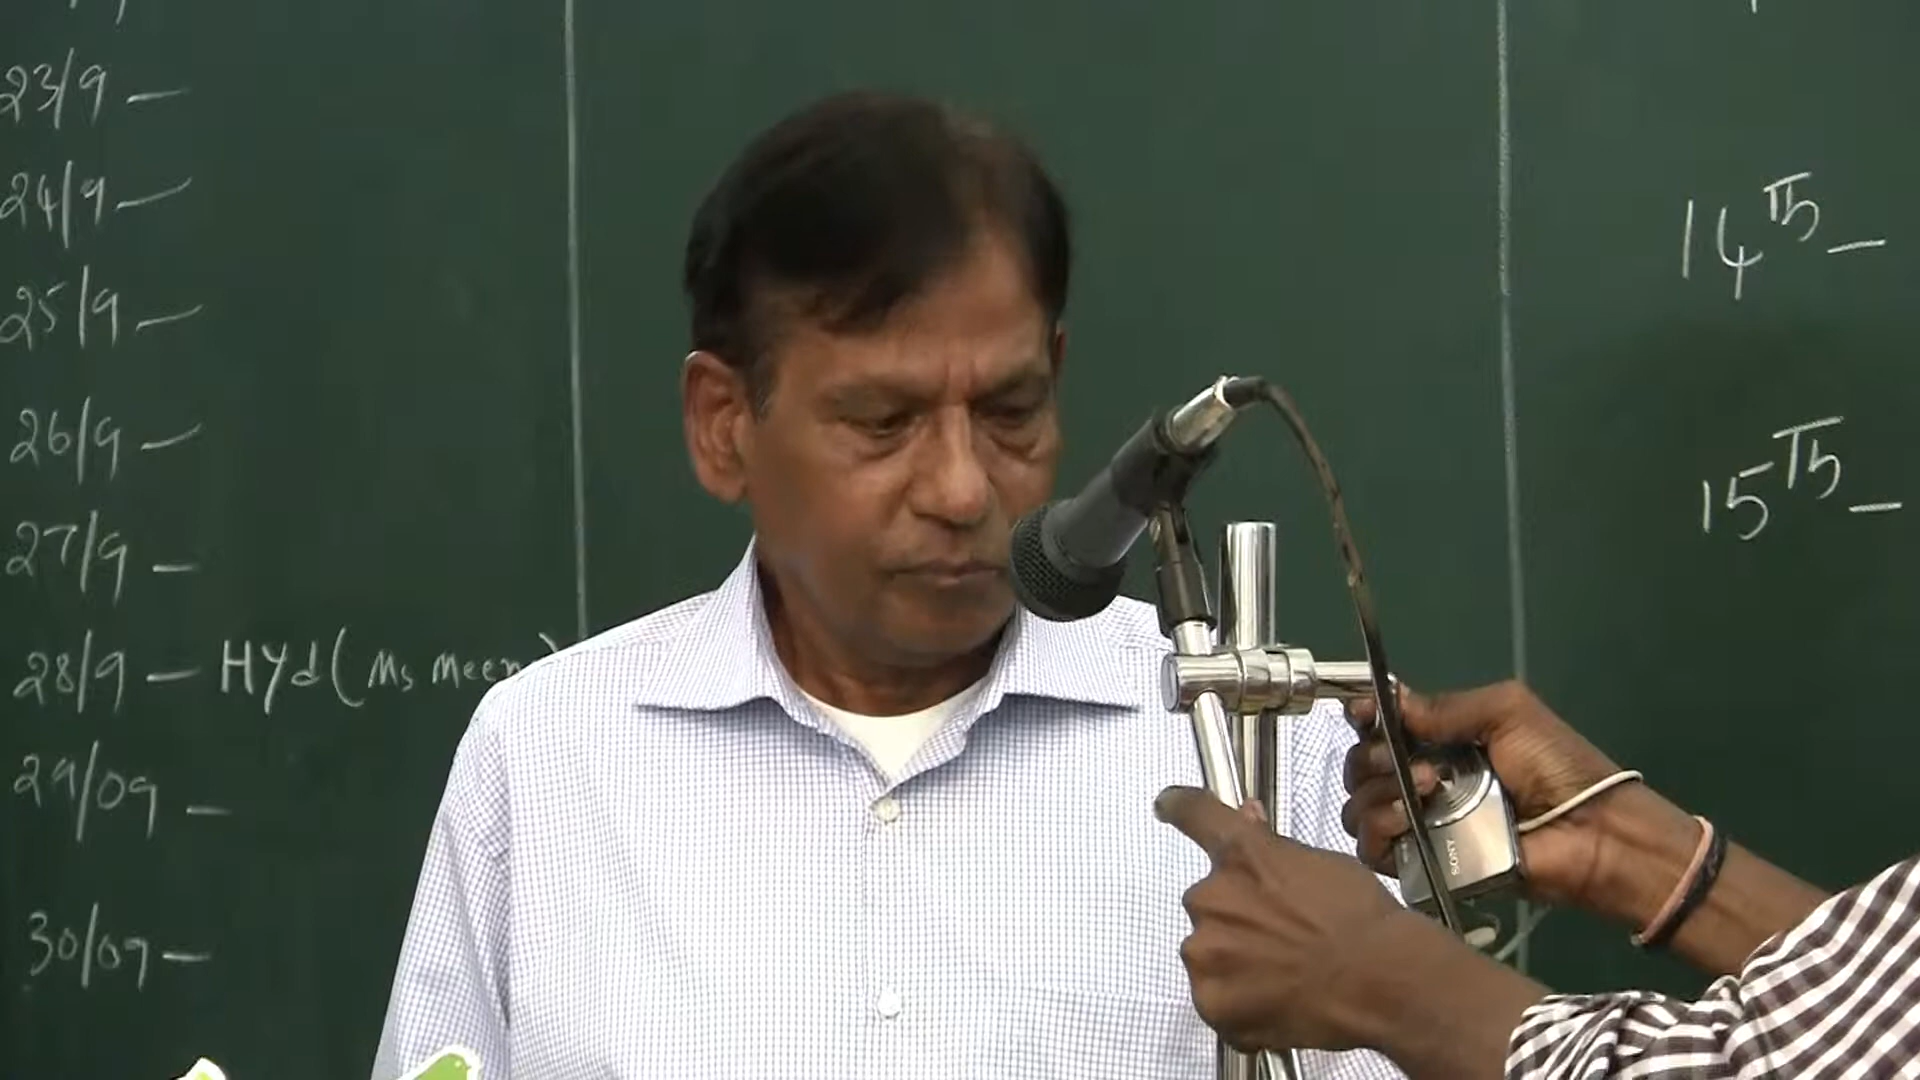 23/9 —
24/9 —
25/9 —
26/9 —
27/9 —
28/9 — Hyd (Ms
29/09 —
30/09 —
14th —
15th —
SONY